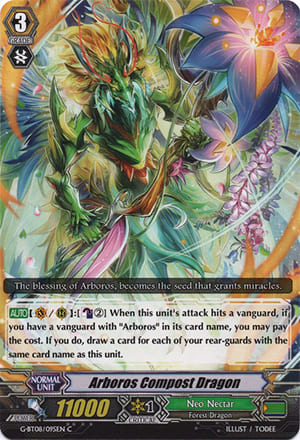 3
GRADE
The blessing of Arboros, becomes the seed that grants miracles.
AUTO [ / ]:[ ②] When this unit's attack hits a vanguard, if
you have a vanguard with "Arboros" in its card name, you may pay
the cost. If you do, draw a card for each of your rear-guards with
the same card name as this unit.
NORMAL
UNIT
Arboros Compost Dragon
POWER
11000
1
CRITICAL
Neo Nectar
Forest Dragon
G-BT08/095EN C
ILLUST / TODEE